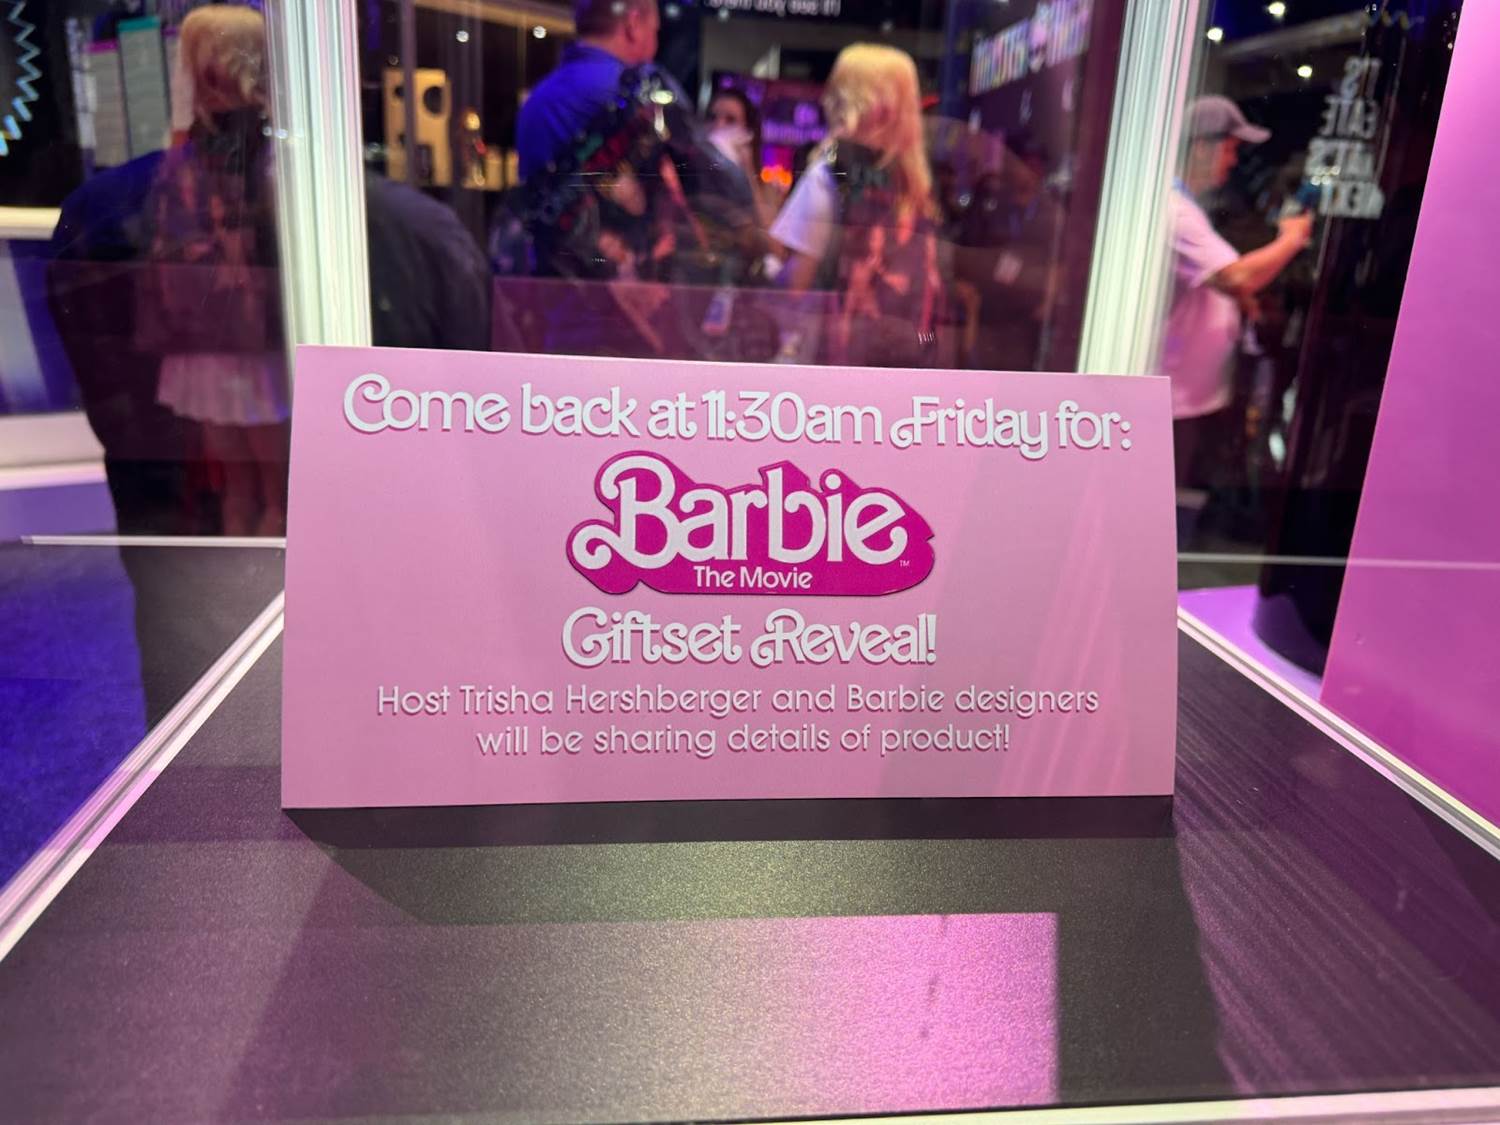 Come back at 11:30am Friday for:
Barbie™
The Movie
Giftset Reveal!
Host Trisha Hershberger and Barbie designers
will be sharing details of product!